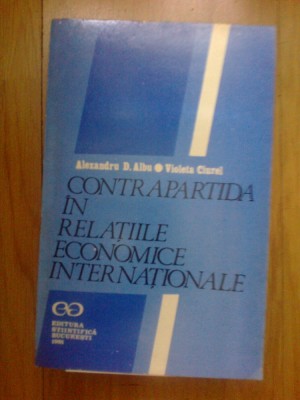 Alexandru D. Albu • Violeta Ciurel
CONTRAPARTIDA
ÎN
RELAȚIILE
ECONOMICE
INTERNAȚIONALE
EDITURA
ȘTIINȚIFICĂ
BUCUREȘTI